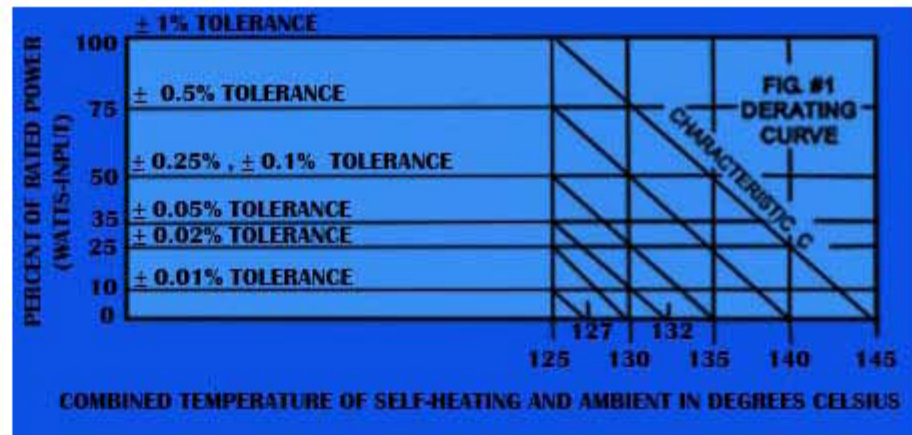 ± 1% TOLERANCE
100
± 0.5% TOLERANCE
75
± 0.25% , ± 0.1% TOLERANCE
50
± 0.05% TOLERANCE
35
± 0.02% TOLERANCE
25
± 0.01% TOLERANCE
10
0
PERCENT OF RATED POWER
(WATTS-INPUT)
FIG. #1
DERATING
CURVE
CHARACTERISTIC C
127
132
125 130 135 140 145
COMBINED TEMPERATURE OF SELF-HEATING AND AMBIENT IN DEGREES CELSIUS